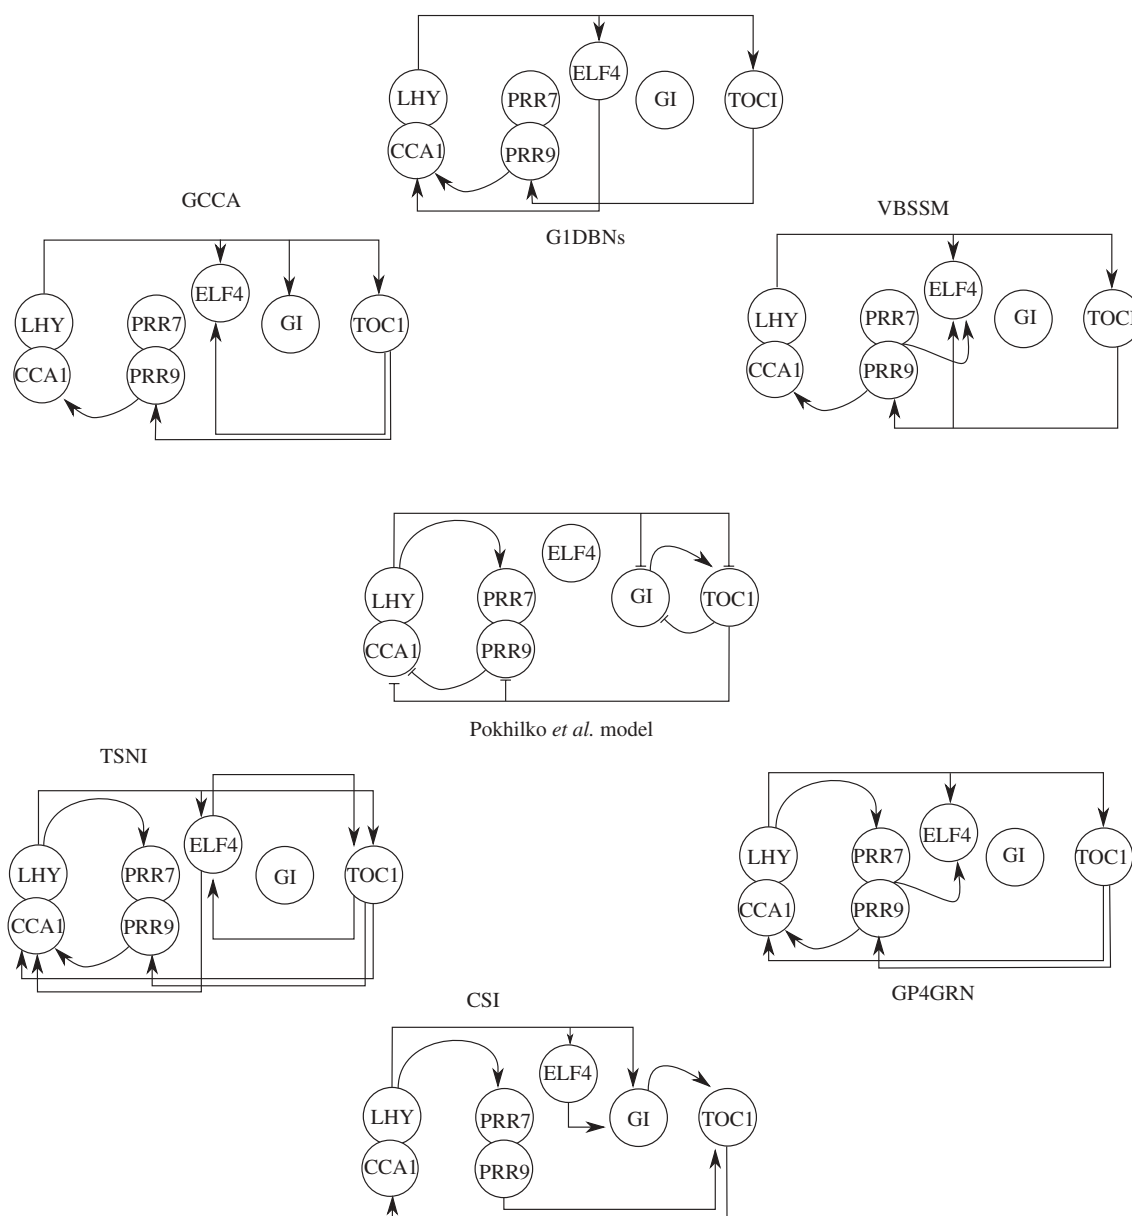 ELF4
LHY
PRR7
GI
TOCI
CCA1
PRR9
G1DBNs
GCCA
ELF4
LHY
PRR7
GI
TOC1
CCA1
PRR9
VBSSM
ELF4
LHY
PRR7
GI
TOC1
CCA1
PRR9
ELF4
LHY
PRR7
GI
TOC1
CCA1
PRR9
Pokhilko et al. model
TSNI
ELF4
LHY
PRR7
GI
TOC1
CCA1
PRR9
ELF4
LHY
PRR7
GI
TOC1
CCA1
PRR9
GP4GRN
CSI
ELF4
LHY
PRR7
GI
TOC1
CCA1
PRR9